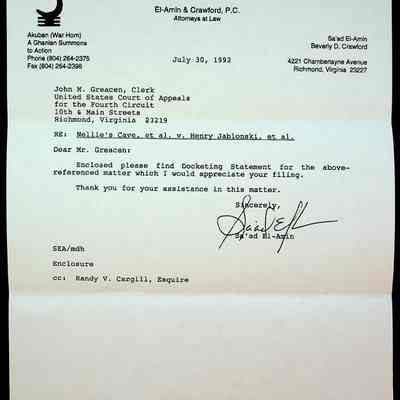 El-Amin & Crawford, P.C.
Attorneys at Law
Akuban (War Horn)
A Ghanian Summons
to Action
Phone (804) 264-2375
Fax (804) 264-2396
July 30, 1992
Sa'ad El-Amin
Beverly D. Crawford
4221 Chamberlayne Avenue
Richmond, Virginia 23227
John M. Greacen, Clerk
United States Court of Appeals
for the Fourth Circuit
10th & Main Streets
Richmond, Virginia 23219
RE: Nellie's Cave, et al. v. Henry Jablonski, et al.
Dear Mr. Greacen:
Enclosed please find Docketing Statement for the above-
referenced matter which I would appreciate your filing.
Thank you for your assistance in this matter.
Sincerely,
Sa'ad El-Amin
SEA/mdh
Enclosure
cc: Randy V. Cargill, Esquire